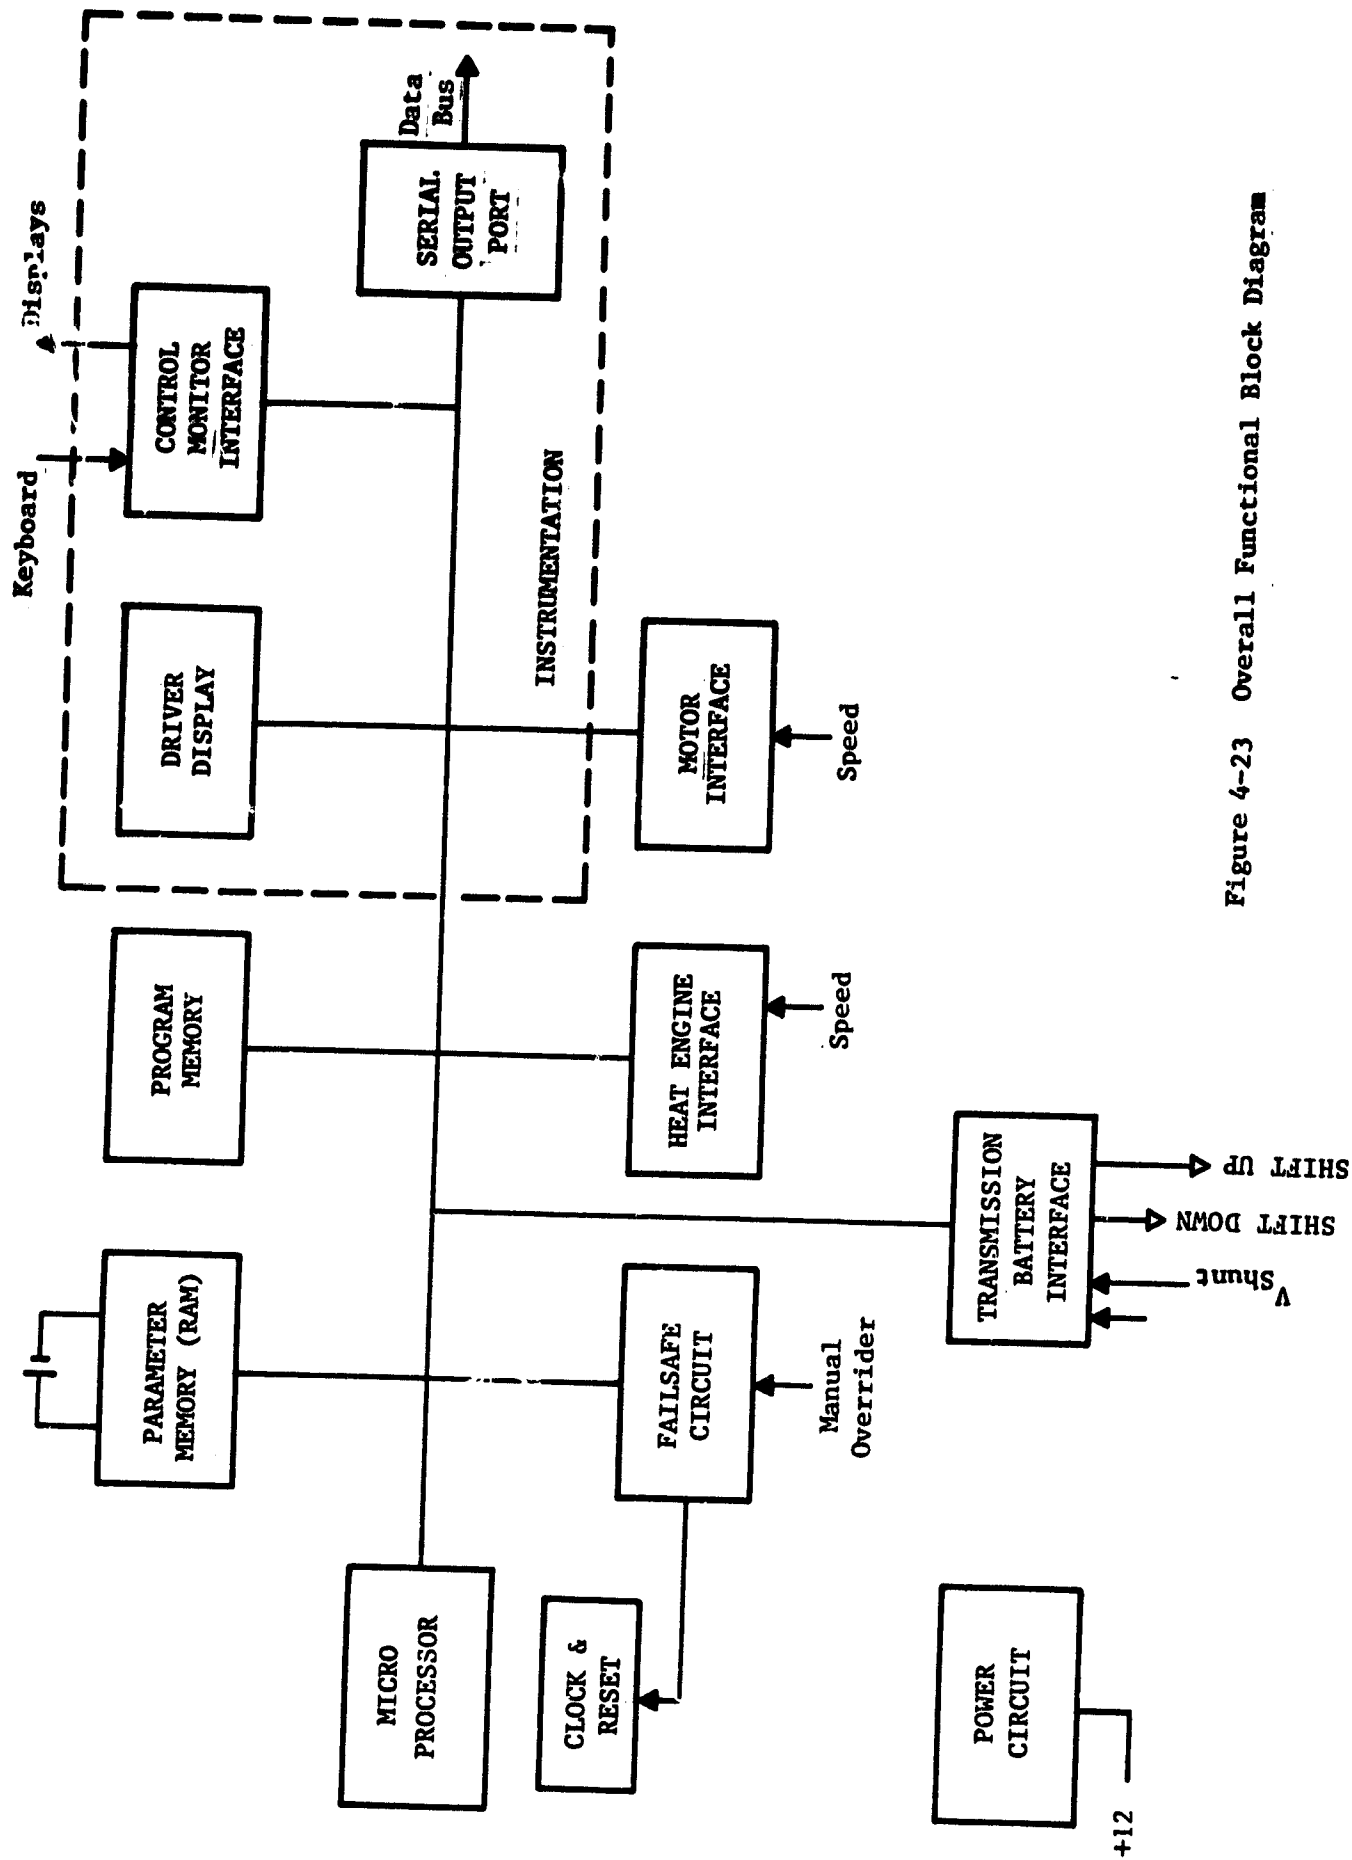 Keyboard
Displays
CONTROL
MONITOR
INTERFACE
Data
Bus
SERIAL
OUTPUT
PORT
DRIVER
DISPLAY
INSTRUMENTATION
MOTOR
INTERFACE
Speed
PROGRAM
MEMORY
HEAT ENGINE
INTERFACE
Speed
PARAMETER
MEMORY (RAM)
FAILSAFE
CIRCUIT
Manual
Overrider
TRANSMISSION
BATTERY
INTERFACE
SHIFT UP
SHIFT DOWN
VShunt
MICRO
PROCESSOR
CLOCK &
RESET
POWER
CIRCUIT
+12
Figure 4-23 Overall Functional Block Diagram